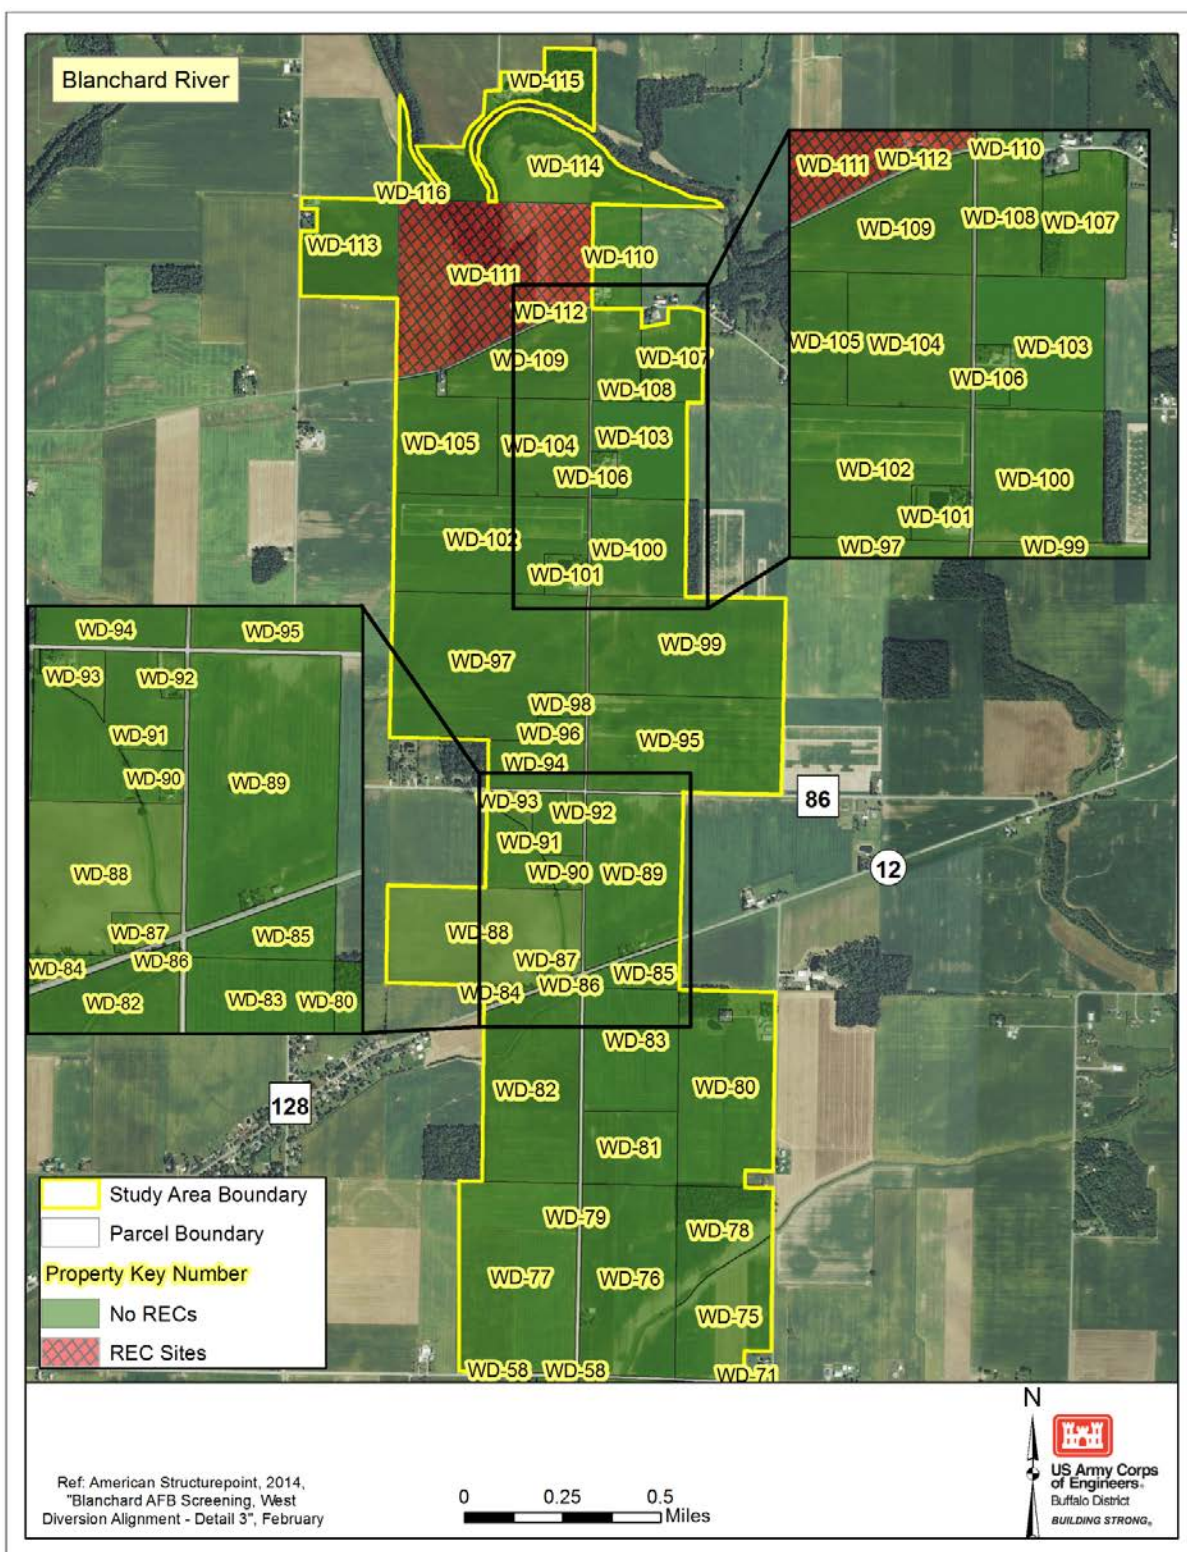 Blanchard River
WD-115
WD-114
WD-116
WD-113
WD-111
WD-110
WD-112
WD-109
WD-107
WD-108
WD-105
WD-104
WD-103
WD-106
WD-102
WD-100
WD-101
WD-97
WD-99
WD-98
WD-96
WD-95
WD-94
WD-93
WD-92
WD-91
WD-90
WD-89
WD-88
WD-87
WD-85
WD-84
WD-86
WD-83
WD-82
WD-80
WD-81
WD-79
WD-78
WD-77
WD-76
WD-75
WD-58
WD-58
WD-71
WD-111
WD-112
WD-110
WD-109
WD-108
WD-107
WD-105
WD-104
WD-103
WD-106
WD-102
WD-100
WD-101
WD-97
WD-99
WD-94
WD-95
WD-93
WD-92
WD-91
WD-90
WD-89
WD-88
WD-87
WD-85
WD-84
WD-86
WD-82
WD-83
WD-80
86
12
128
Study Area Boundary
Parcel Boundary
Property Key Number
No RECs
REC Sites
Ref: American Structurepoint, 2014,
"Blanchard AFB Screening, West
Diversion Alignment - Detail 3", February
0 0.25 0.5
Miles
N
US Army Corps
of Engineers®
Buffalo District
BUILDING STRONG®